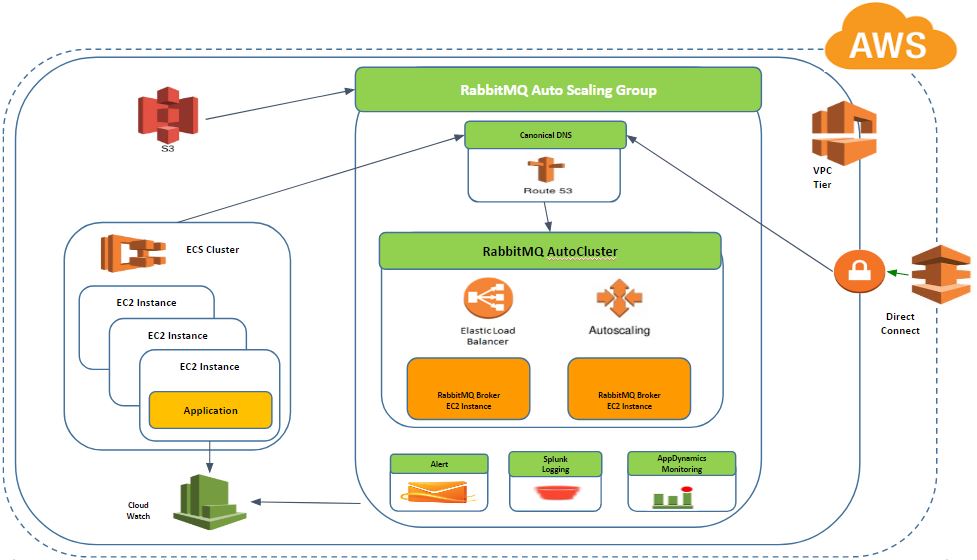 AWS
RabbitMQ Auto Scaling Group
S3
Canonical DNS
Route 53
VPC
Tier
ECS Cluster
RabbitMQ AutoCluster
EC2 Instance
EC2 Instance
EC2 Instance
Application
Elastic Load
Balancer
Autoscaling
Direct
Connect
RabbitMQ Broker
EC2 Instance
RabbitMQ Broker
EC2 Instance
Alert
Splunk
Logging
AppDynamics
Monitoring
Cloud
Watch